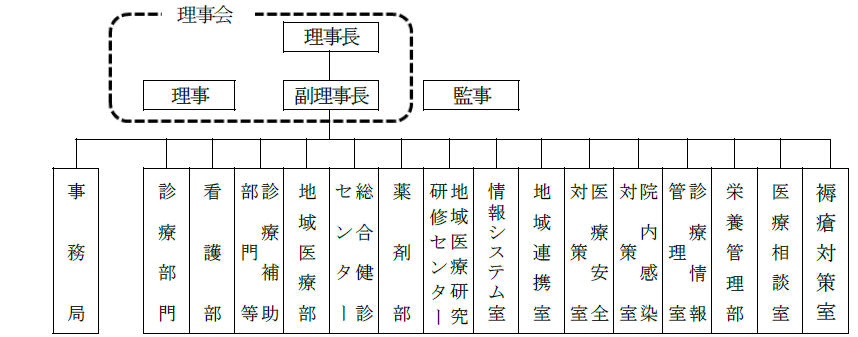 理事会
理事長
理事
副理事長
監事
事務局
診療部門
看護部
診療補助
部門等
地域医療部
総合健診
センター
薬剤部
地域医療研究
研修センター
情報システム室
地域連携室
医療安全
対策室
院内感染
対策室
診療情報
管理室
栄養管理部
医療相談室
褥瘡対策室